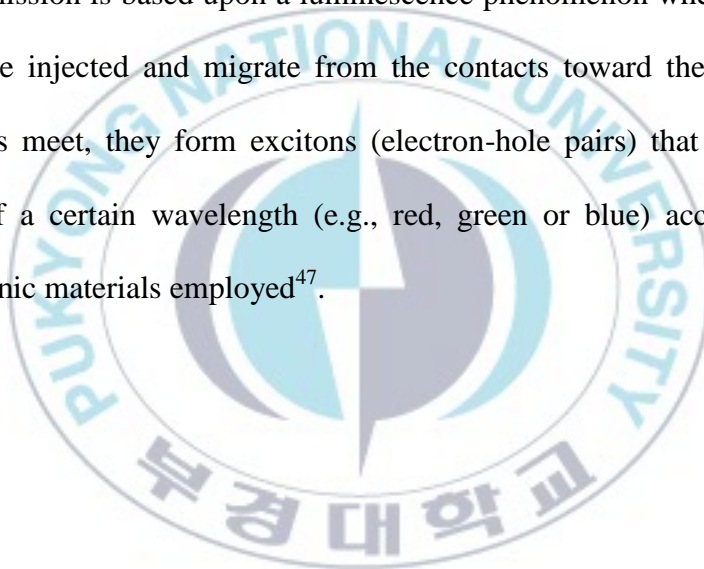 mission is based upon a luminescence phenomenon whe
e injected and migrate from the contacts toward the
s meet, they form excitons (electron-hole pairs) that
f a certain wavelength (e.g., red, green or blue) acc
nic materials employed47.
PUKYONG NATIONAL UNIVERSITY
부경대학교